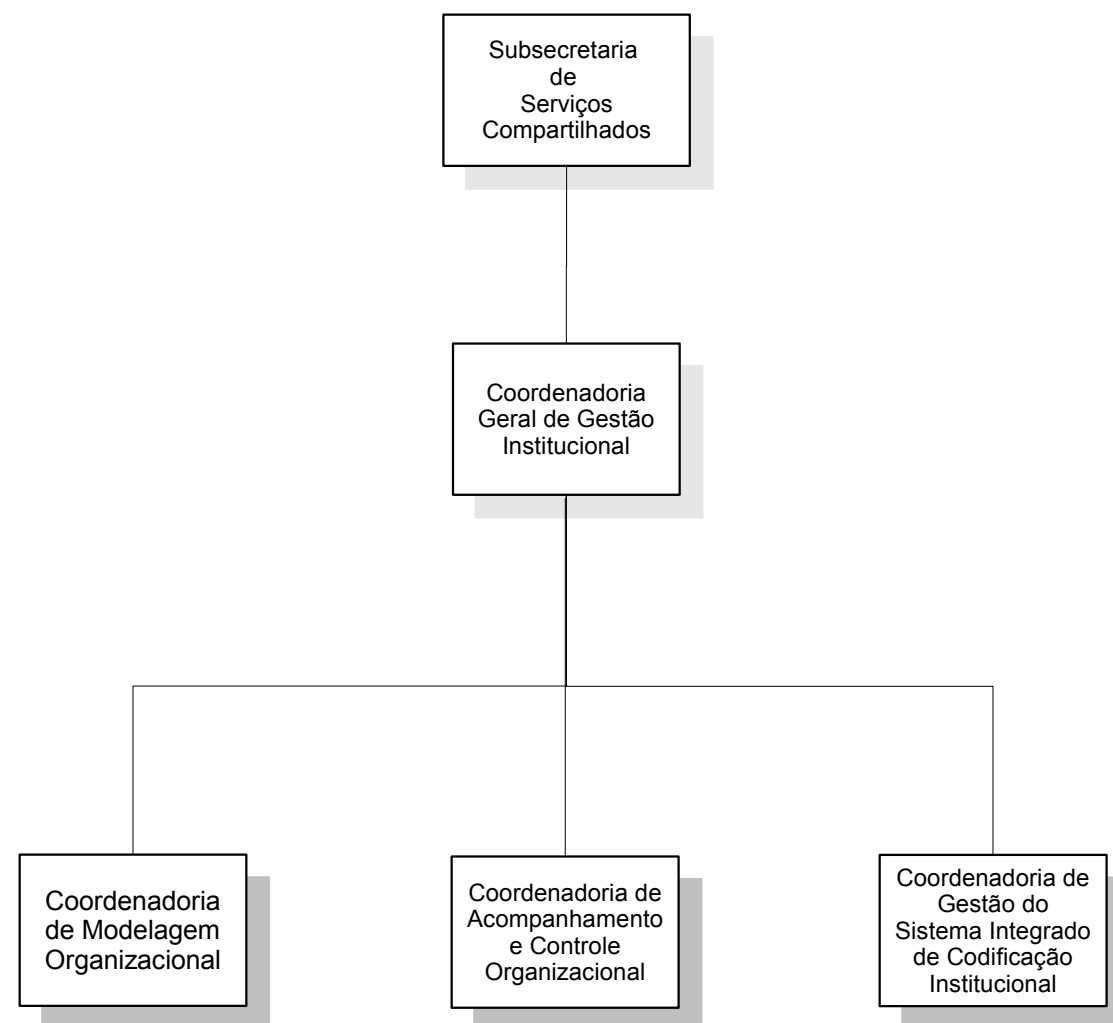 Subsecretaria
de
Serviços
Compartilhados
Coordenadoria
Geral de Gestão
Institucional
Coordenadoria
de Modelagem
Organizacional
Coordenadoria de
Acompanhamento
e Controle
Organizacional
Coordenadoria de
Gestão do
Sistema Integrado
de Codificação
Institucional